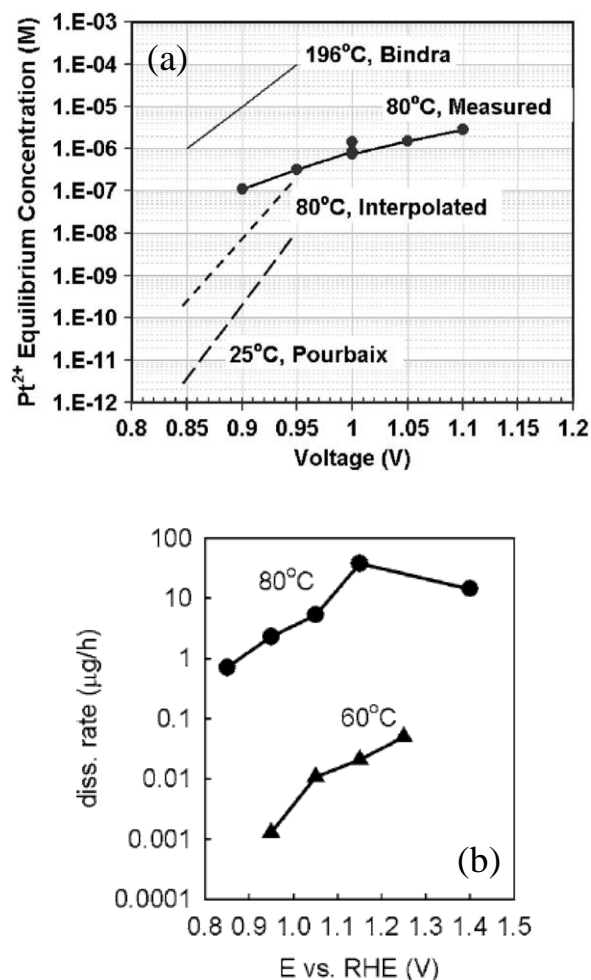 (a)
Pt²⁺ Equilibrium Concentration (M)
1.E-03
1.E-04
1.E-05
1.E-06
1.E-07
1.E-08
1.E-09
1.E-10
1.E-11
1.E-12
196°C, Bindra
80°C, Measured
80°C, Interpolated
25°C, Pourbaix
0.8 0.85 0.9 0.95 1 1.05 1.1 1.15 1.2
Voltage (V)
diss. rate (μg/h)
100
10
1
0.1
0.01
0.001
0.0001
80°C
60°C
(b)
0.8 0.9 1.0 1.1 1.2 1.3 1.4 1.5
E vs. RHE (V)